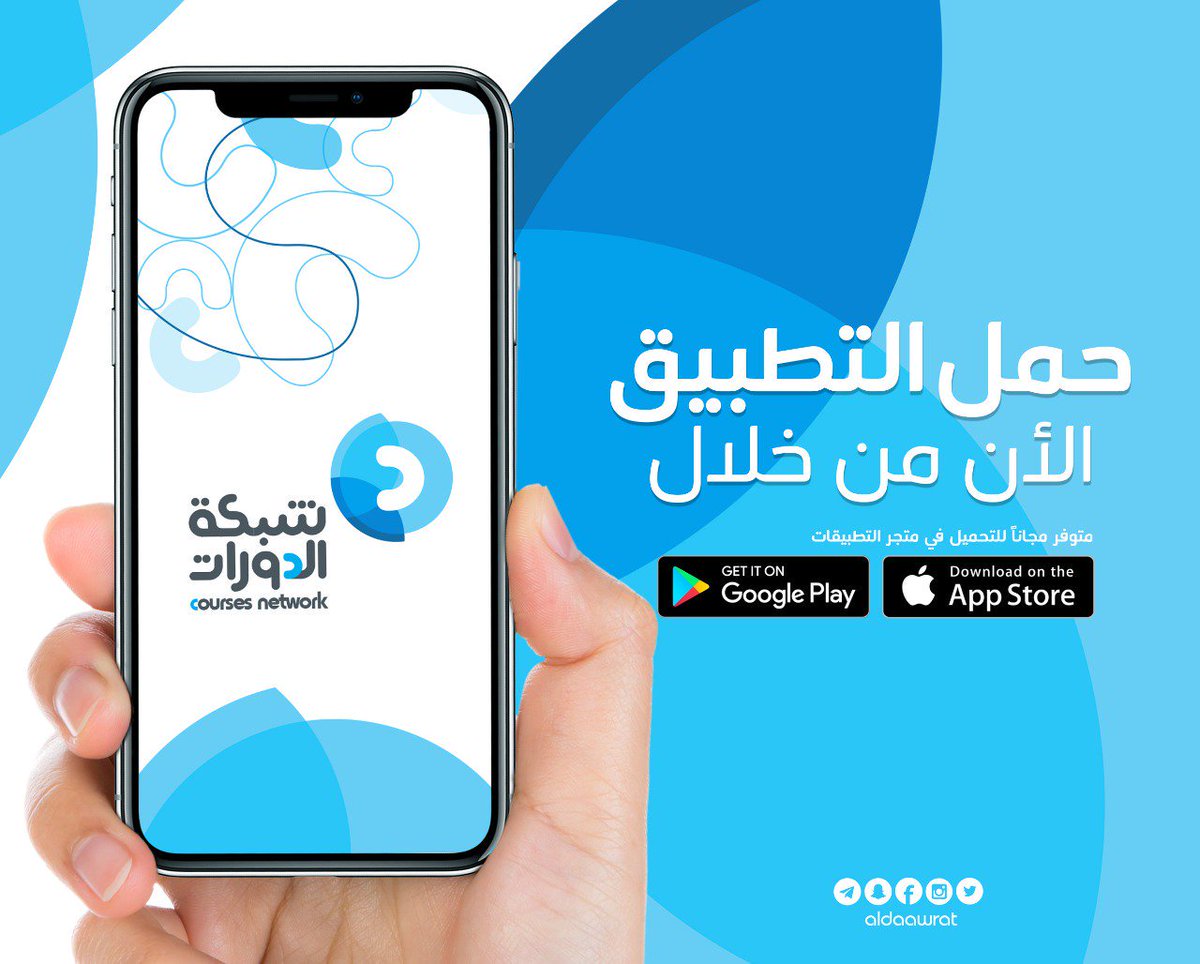 شبكة
الدورات
courses network
حمل التطبيق
الأن من خلال
متوفر مجاناً للتحميل في متجر التطبيقات
GET IT ON
Google Play
Download on the
App Store
aldaawrat